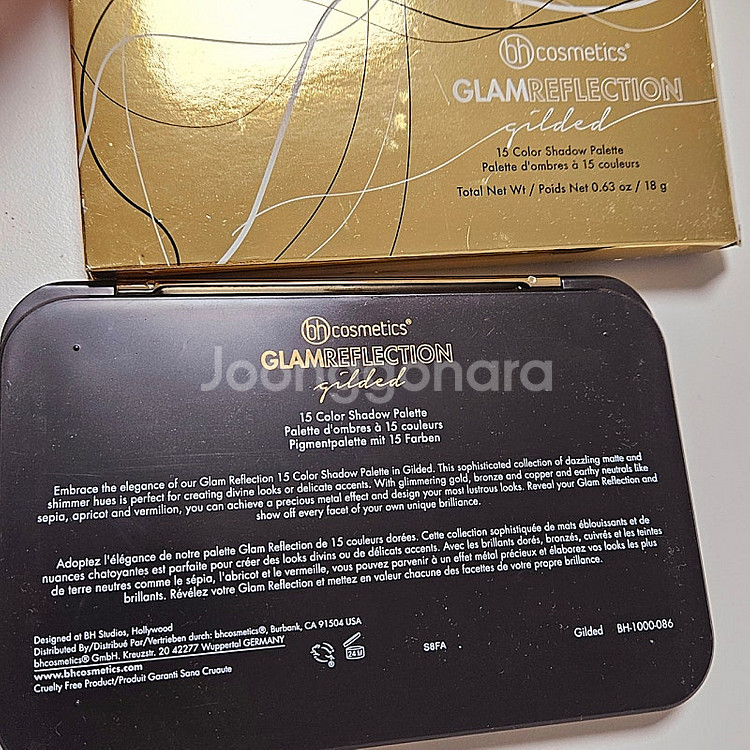 bhcosmetics®
GLAMREFLECTION
gilded
15 Color Shadow Palette
Palette d'ombres à 15 couleurs
Total Net Wt / Poids Net 0.63 oz / 18 g
bhcosmetics®
GLAMREFLECTION
gilded
Joonggonara
15 Color Shadow Palette
Palette d'ombres à 15 couleurs
Pigmentpalette mit 15 Farben
Embrace the elegance of our Glam Reflection 15 Color Shadow Palette in Gilded. This sophisticated collection of dazzling matte and
shimmer hues is perfect for creating divine looks or delicate accents. With glimmering gold, bronze and copper and earthy neutrals like
sepia, apricot and vermilion, you can achieve a precious metal effect and design your most lustrous looks. Reveal your Glam Reflection and
show off every facet of your own unique brilliance.
Adoptez l'élégance de notre palette Glam Reflection de 15 couleurs dorées. Cette collection sophistiquée de mats éblouissants et de
nuances chatoyantes est parfaite pour créer des looks divins ou de délicats accents. Avec les brillants dorés, bronzés, cuivrés et les teintes
de terre neutres comme le sépia, l'abricot et le vermeille, vous pouvez parvenir à un effet métal précieux et élaborez vos looks les plus
brillants. Révélez votre Glam Reflection et mettez en valeur chacune des facettes de votre propre brillance.
Designed at BH Studios, Hollywood
Distributed By/Distribué Par/Vertrieben durch: bhcosmetics®, Burbank, CA 91504 USA
bhcosmetics® GmbH. Kreuzstr. 20 42277 Wuppertal GERMANY
www.bhcosmetics.com
Cruelty Free Product/Produit Garanti Sans Cruaute
24M
S8FA
Gilded BH-1000-086